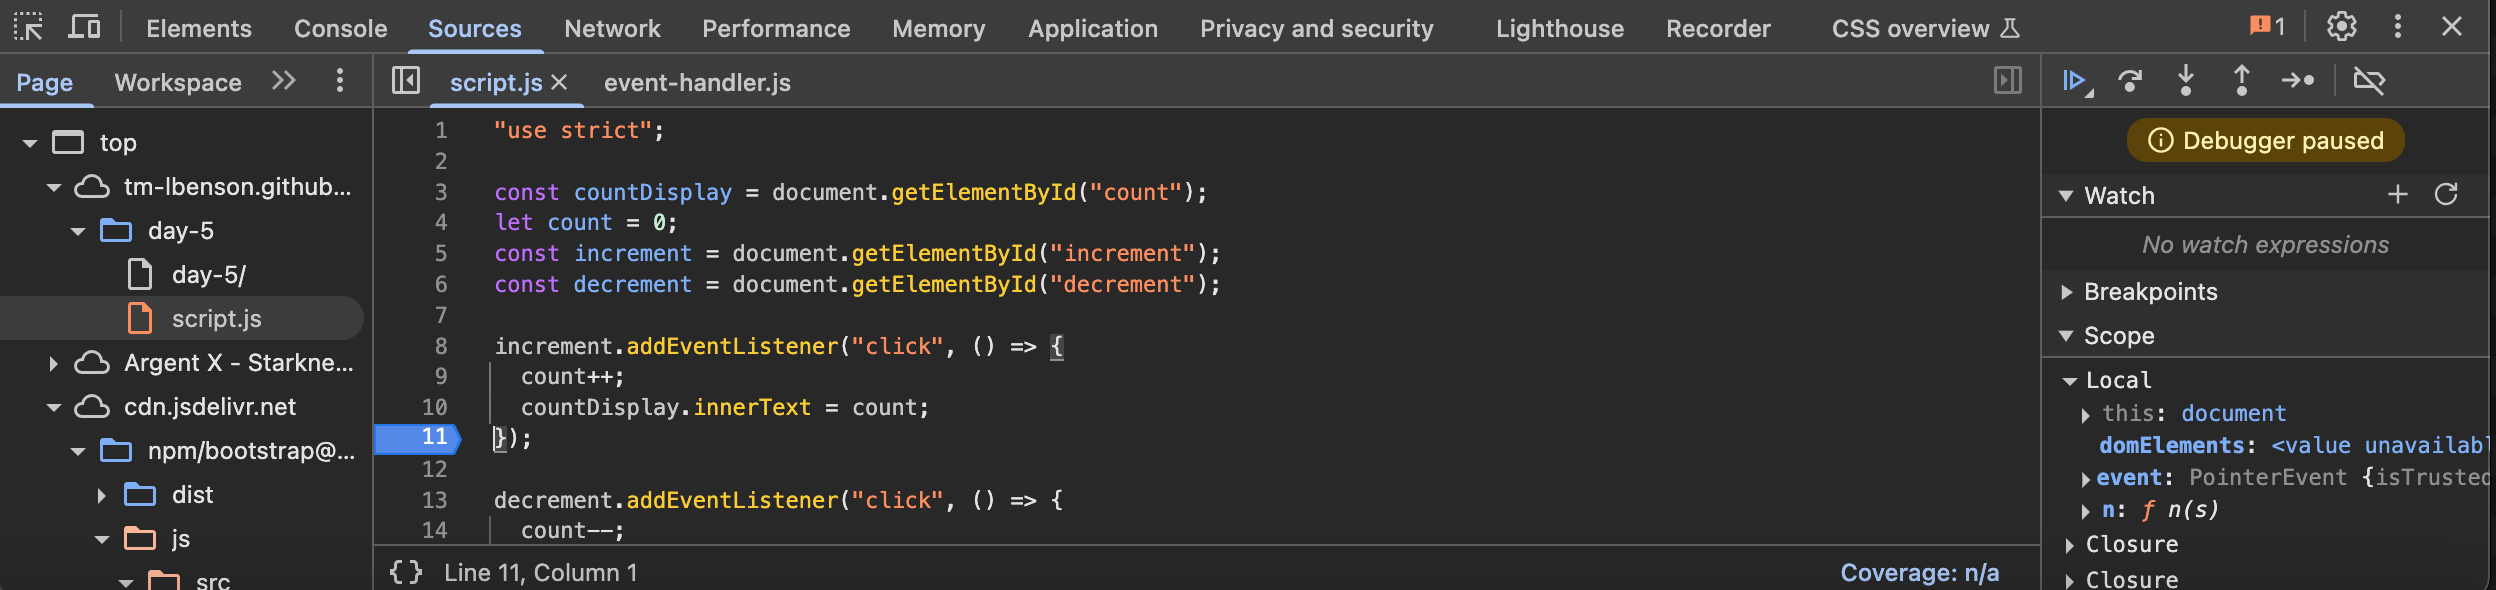 Elements Console Sources Network Performance Memory Application Privacy and security Lighthouse Recorder CSS overview 1
Page Workspace
top
tm-lbenson.github...
day-5
day-5/
script.js
Argent X - Starkne...
cdn.jsdelivr.net
npm/bootstrap@...
dist
js
src
script.js event-handler.js
1 "use strict";
2
3 const countDisplay = document.getElementById("count");
4 let count = 0;
5 const increment = document.getElementById("increment");
6 const decrement = document.getElementById("decrement");
7
8 increment.addEventListener("click", () => {
9 count++;
10 countDisplay.innerText = count;
11 });
12
13 decrement.addEventListener("click", () => {
14 count--;
{} Line 11, Column 1 Coverage: n/a
Debugger paused
Watch
No watch expressions
Breakpoints
Scope
Local
this: document
domElements: <value unavailab
event: PointerEvent {isTrusted
n: ƒ n(s)
Closure
Closure